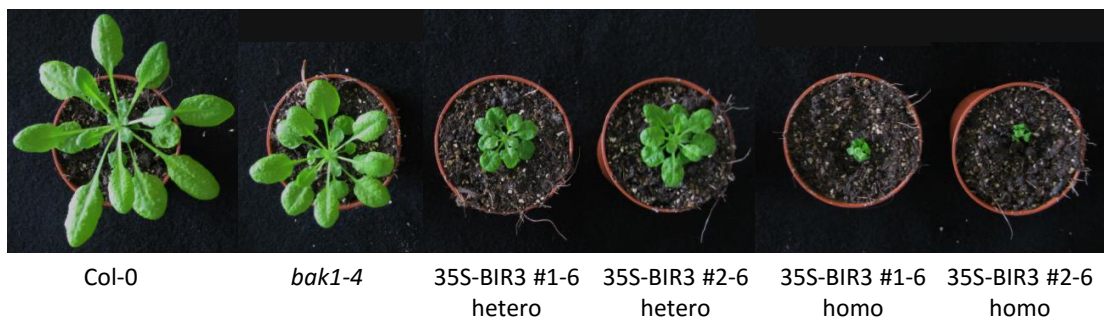 Col-0
bak1-4
35S-BIR3 #1-6
hetero
35S-BIR3 #2-6
hetero
35S-BIR3 #1-6
homo
35S-BIR3 #2-6
homo